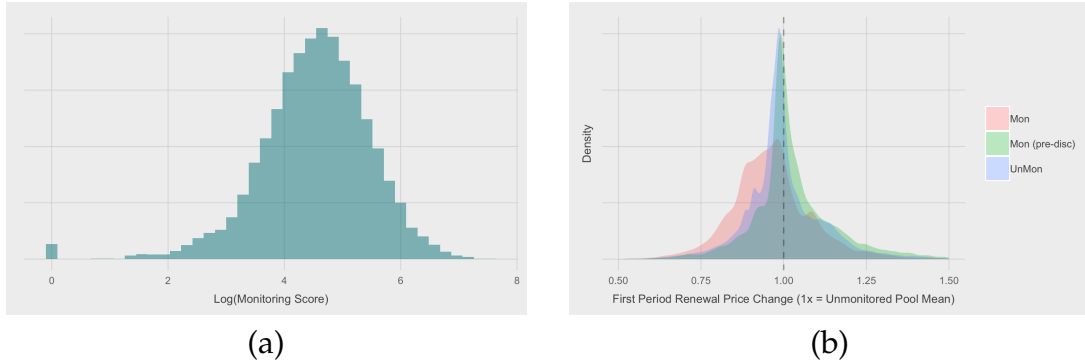 0
2
4
6
8
Log(Monitoring Score)
(a)
Density
0.50
0.75
1.00
1.25
1.50
First Period Renewal Price Change (1x = Unmonitored Pool Mean)
Mon
Mon (pre-disc)
UnMon
(b)